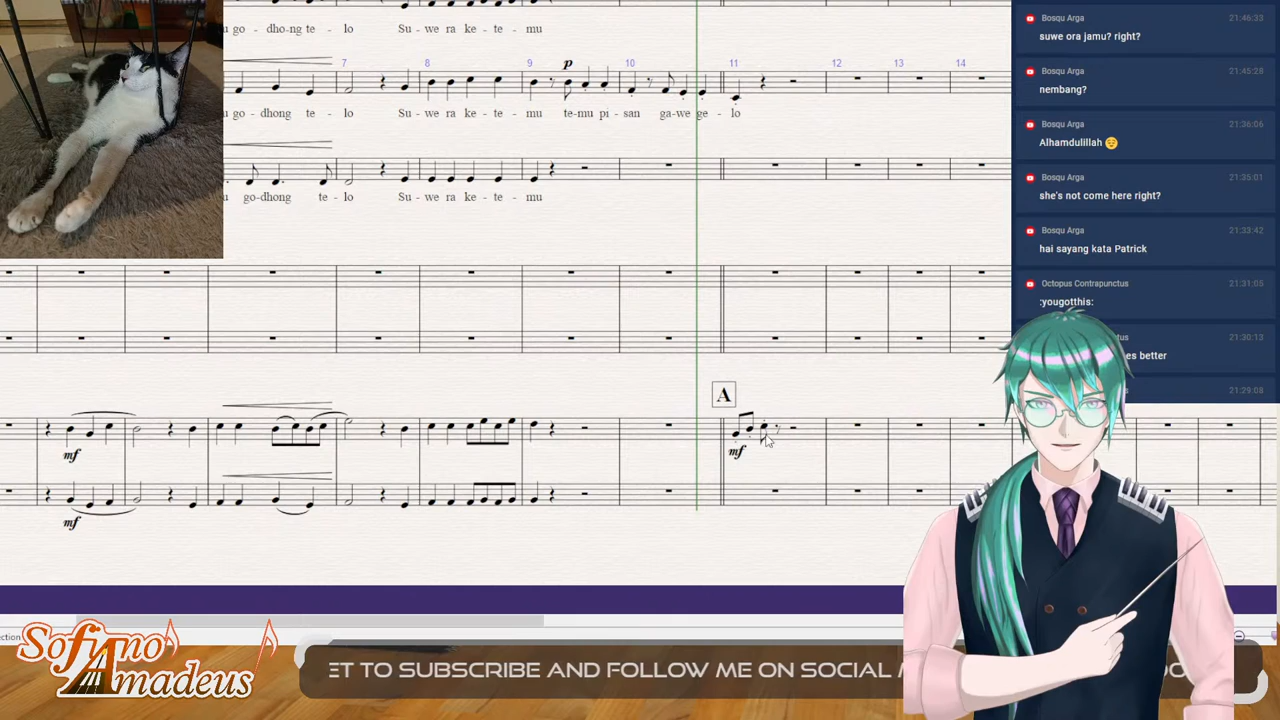 u go - dho-ng te - lo Su - we ra ke - te - mu
7 8 9 p 10 11 12 13 14
u go - dhong te - lo Su - we ra ke - te - mu te-mu pi - san ga-we ge - lo
u go-dhong te - lo Su - we ra ke - te - mu
A
mf
mf
mf
Bosqu Arga 21:46:33
suwe ora jamu? right?
Bosqu Arga 21:45:28
nembang?
Bosqu Arga 21:36:06
Alhamdulillah 😌
Bosqu Arga 21:35:01
she's not come here right?
Bosqu Arga 21:33:42
hai sayang kata Patrick
Octopus Contrapunctus 21:31:05
:yougotthis:
21:30:13
better
21:29:08
Sofiano
Amadeus
TO SUBSCRIBE AND FOLLOW ME ON SOCIAL